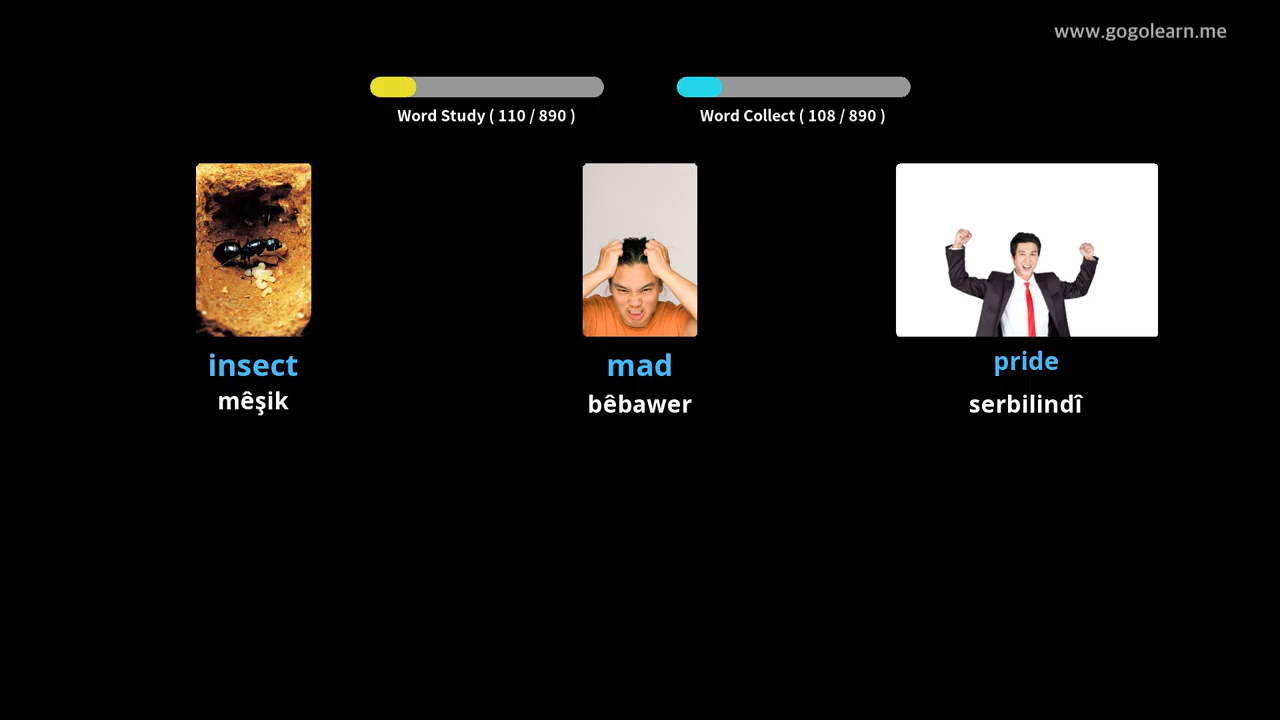 www.gogolearn.me
Word Study ( 110 / 890 )
Word Collect ( 108 / 890 )
insect
mêşik
mad
bêbawer
pride
serbilindî